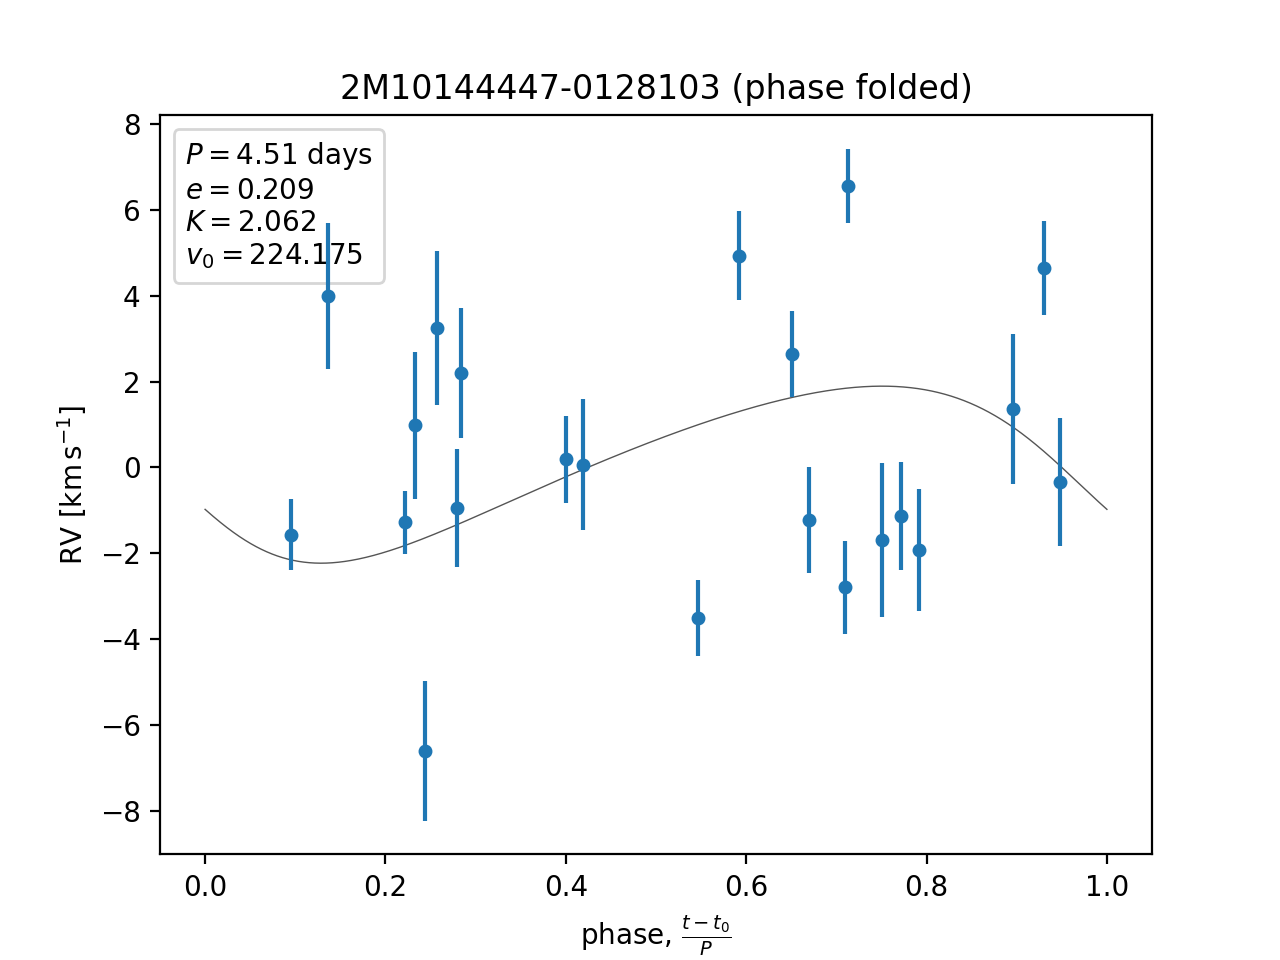 2M10144447-0128103 (phase folded)
P = 4.51 days
e = 0.209
K = 2.062
v₀ = 224.175
8
6
4
2
0
−2
−4
−6
−8
RV [km s⁻¹]
0.0 0.2 0.4 0.6 0.8 1.0
phase, (t − t₀)/P